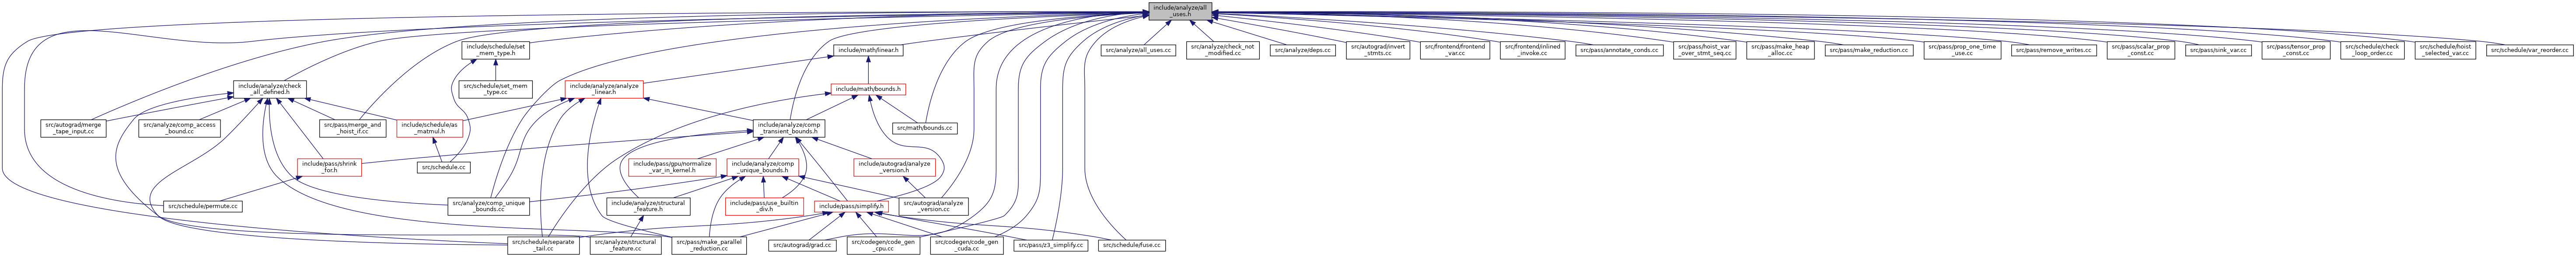 include/analyze/all
_uses.h
include/schedule/set
_mem_type.h
include/math/linear.h
src/analyze/all_uses.cc
src/analyze/check_not
_modified.cc
src/analyze/deps.cc
src/autograd/invert
_stmts.cc
src/frontend/frontend
_var.cc
src/frontend/inlined
_invoke.cc
src/pass/annotate_conds.cc
src/pass/hoist_var
_over_stmt_seq.cc
src/pass/make_heap
_alloc.cc
src/pass/make_reduction.cc
src/pass/prop_one_time
_use.cc
src/pass/remove_writes.cc
src/pass/scalar_prop
_const.cc
src/pass/sink_var.cc
src/pass/tensor_prop
_const.cc
src/schedule/check
_loop_order.cc
src/schedule/hoist
_selected_var.cc
src/schedule/var_reorder.cc
include/analyze/check
_all_defined.h
src/schedule/set_mem
_type.cc
include/analyze/analyze
_linear.h
include/math/bounds.h
src/autograd/merge
_tape_input.cc
src/analyze/comp_access
_bound.cc
src/pass/merge_and
_hoist_if.cc
include/schedule/as
_matmul.h
include/analyze/comp
_transient_bounds.h
src/math/bounds.cc
include/pass/shrink
_for.h
src/schedule.cc
include/pass/gpu/normalize
_var_in_kernel.h
include/analyze/comp
_unique_bounds.h
include/autograd/analyze
_version.h
src/schedule/permute.cc
src/analyze/comp_unique
_bounds.cc
include/analyze/structural
_feature.h
include/pass/use_builtin
_div.h
include/pass/simplify.h
src/autograd/analyze
_version.cc
src/schedule/separate
_tail.cc
src/analyze/structural
_feature.cc
src/pass/make_parallel
_reduction.cc
src/autograd/grad.cc
src/codegen/code_gen
_cpu.cc
src/codegen/code_gen
_cuda.cc
src/pass/z3_simplify.cc
src/schedule/fuse.cc